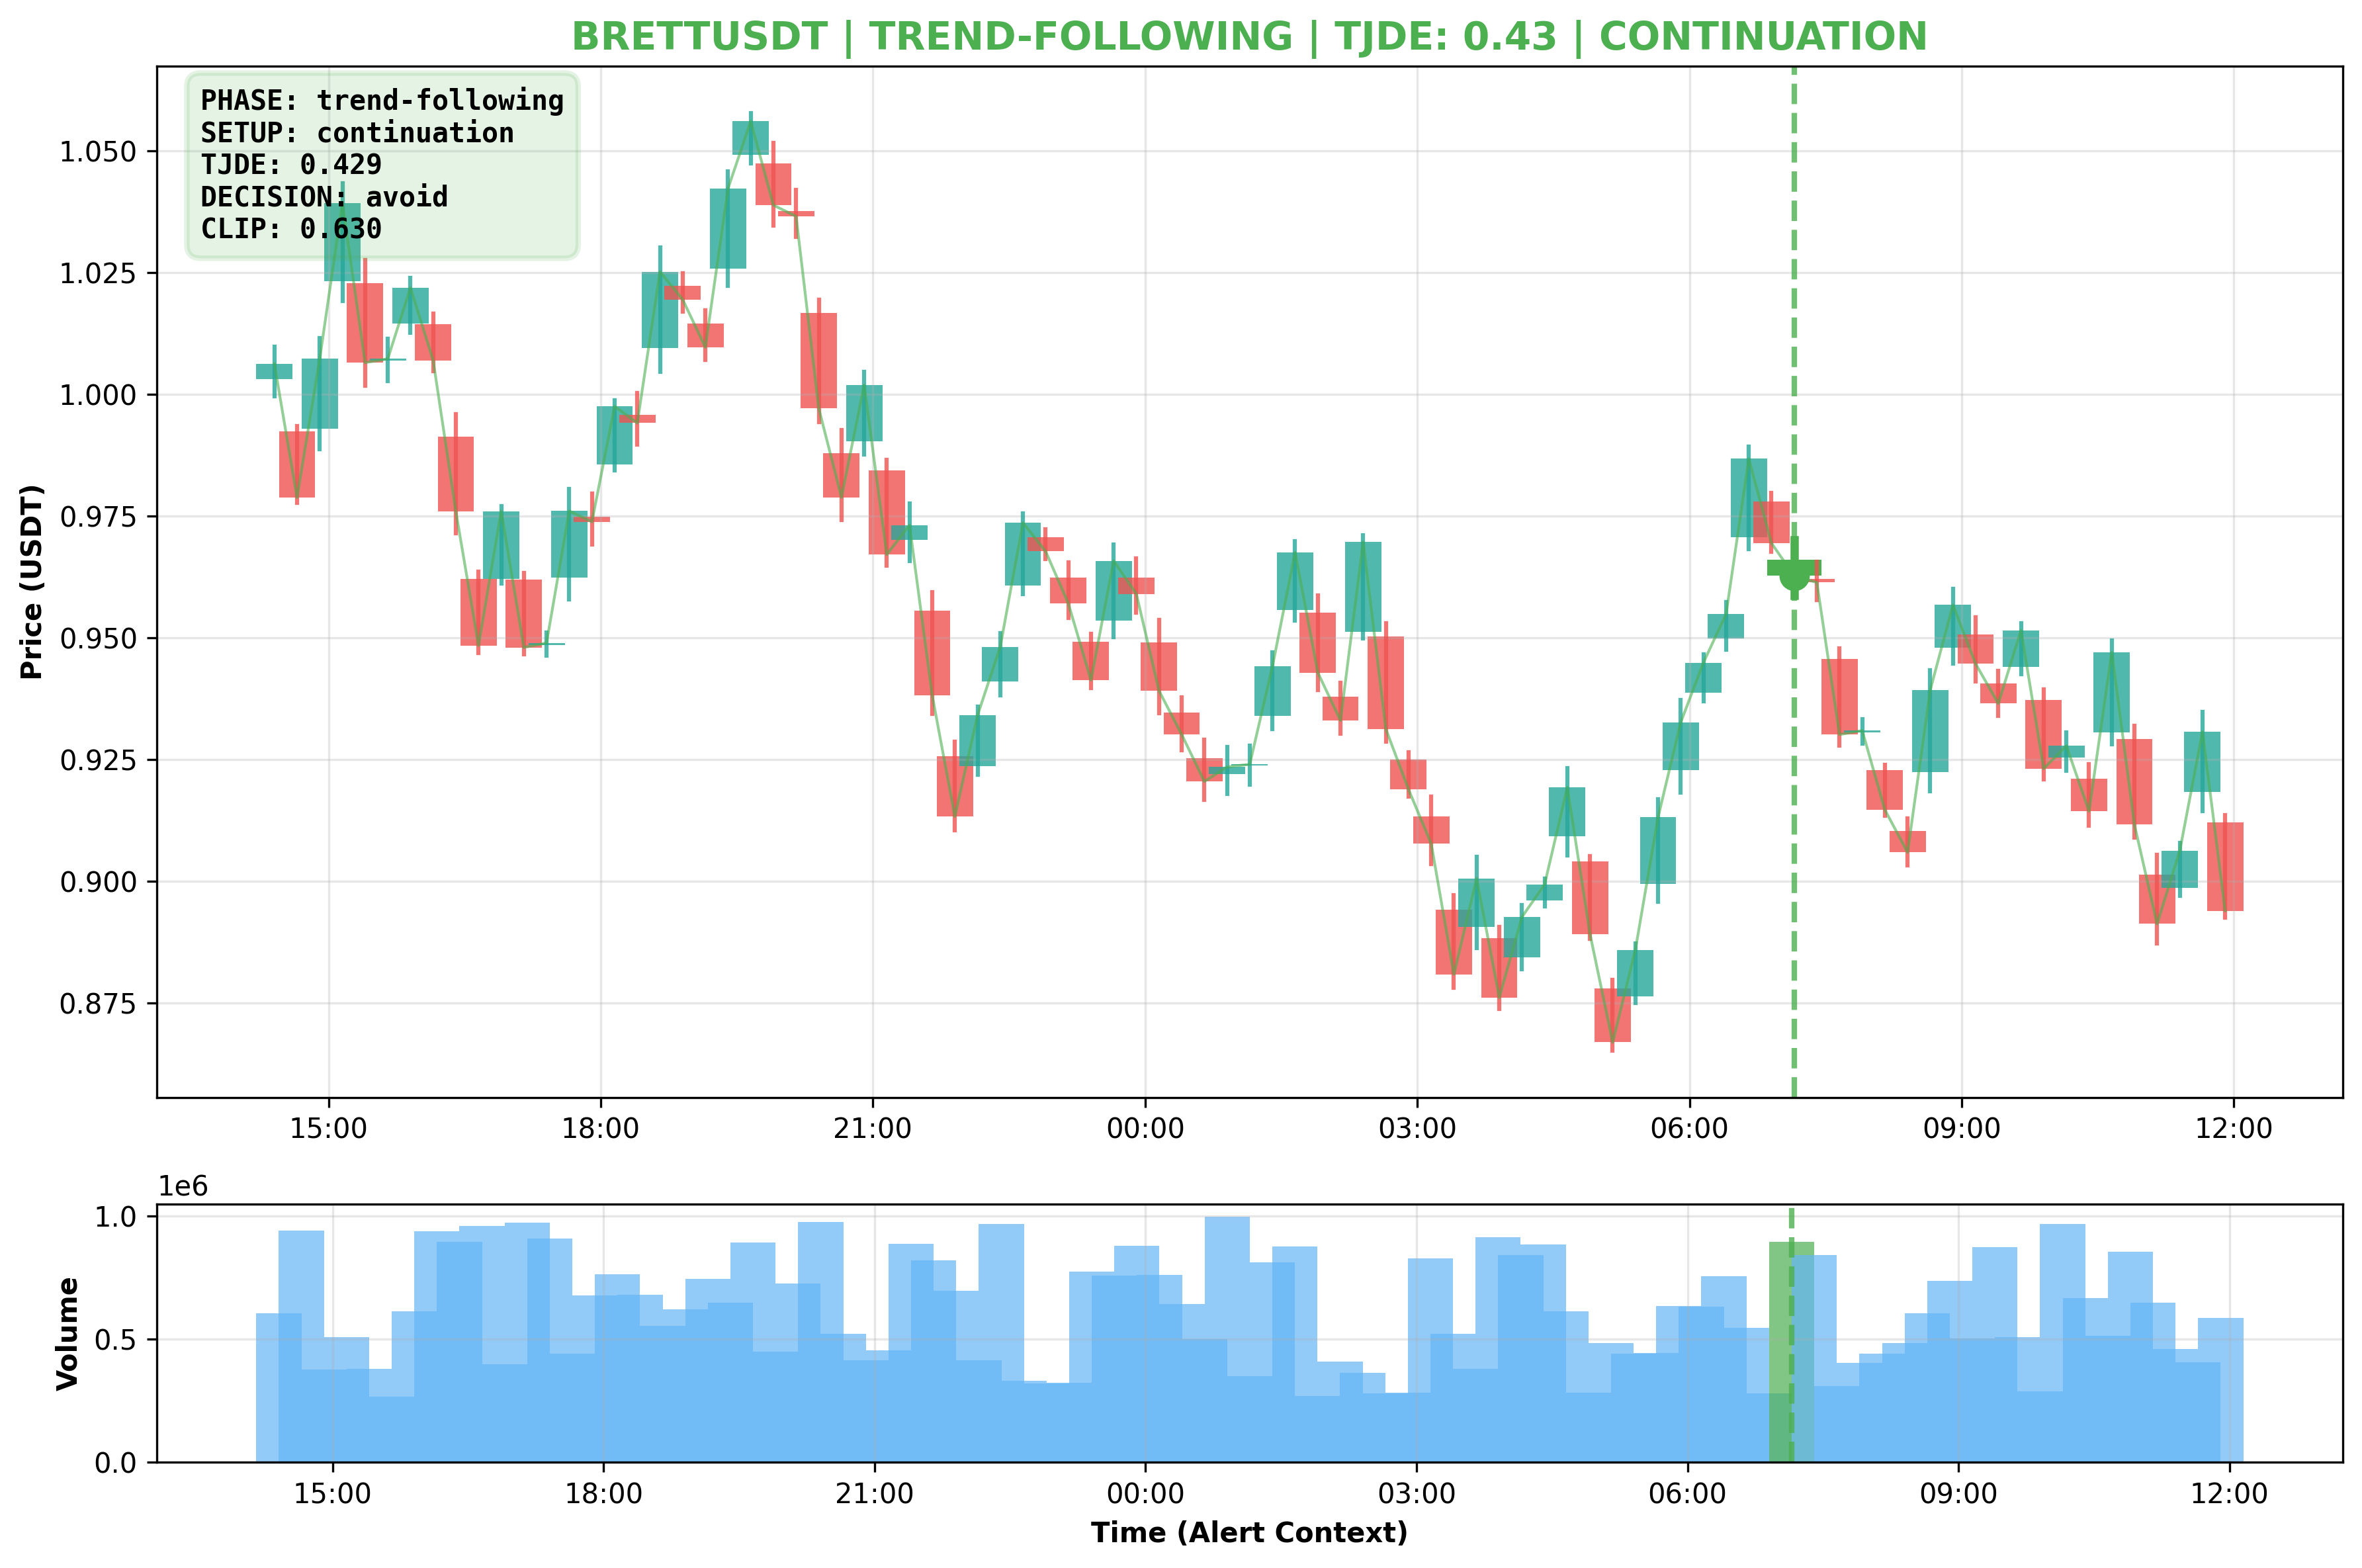 BRETTUSDT | TREND-FOLLOWING | TJDE: 0.43 | CONTINUATION
PHASE: trend-following
SETUP: continuation
TJDE: 0.429
DECISION: avoid
CLIP: 0.630
Price (USDT)
1.050
1.025
1.000
0.975
0.950
0.925
0.900
0.875
15:00 18:00 21:00 00:00 03:00 06:00 09:00 12:00
1e6
Volume
1.0
0.5
0.0
15:00 18:00 21:00 00:00 03:00 06:00 09:00 12:00
Time (Alert Context)